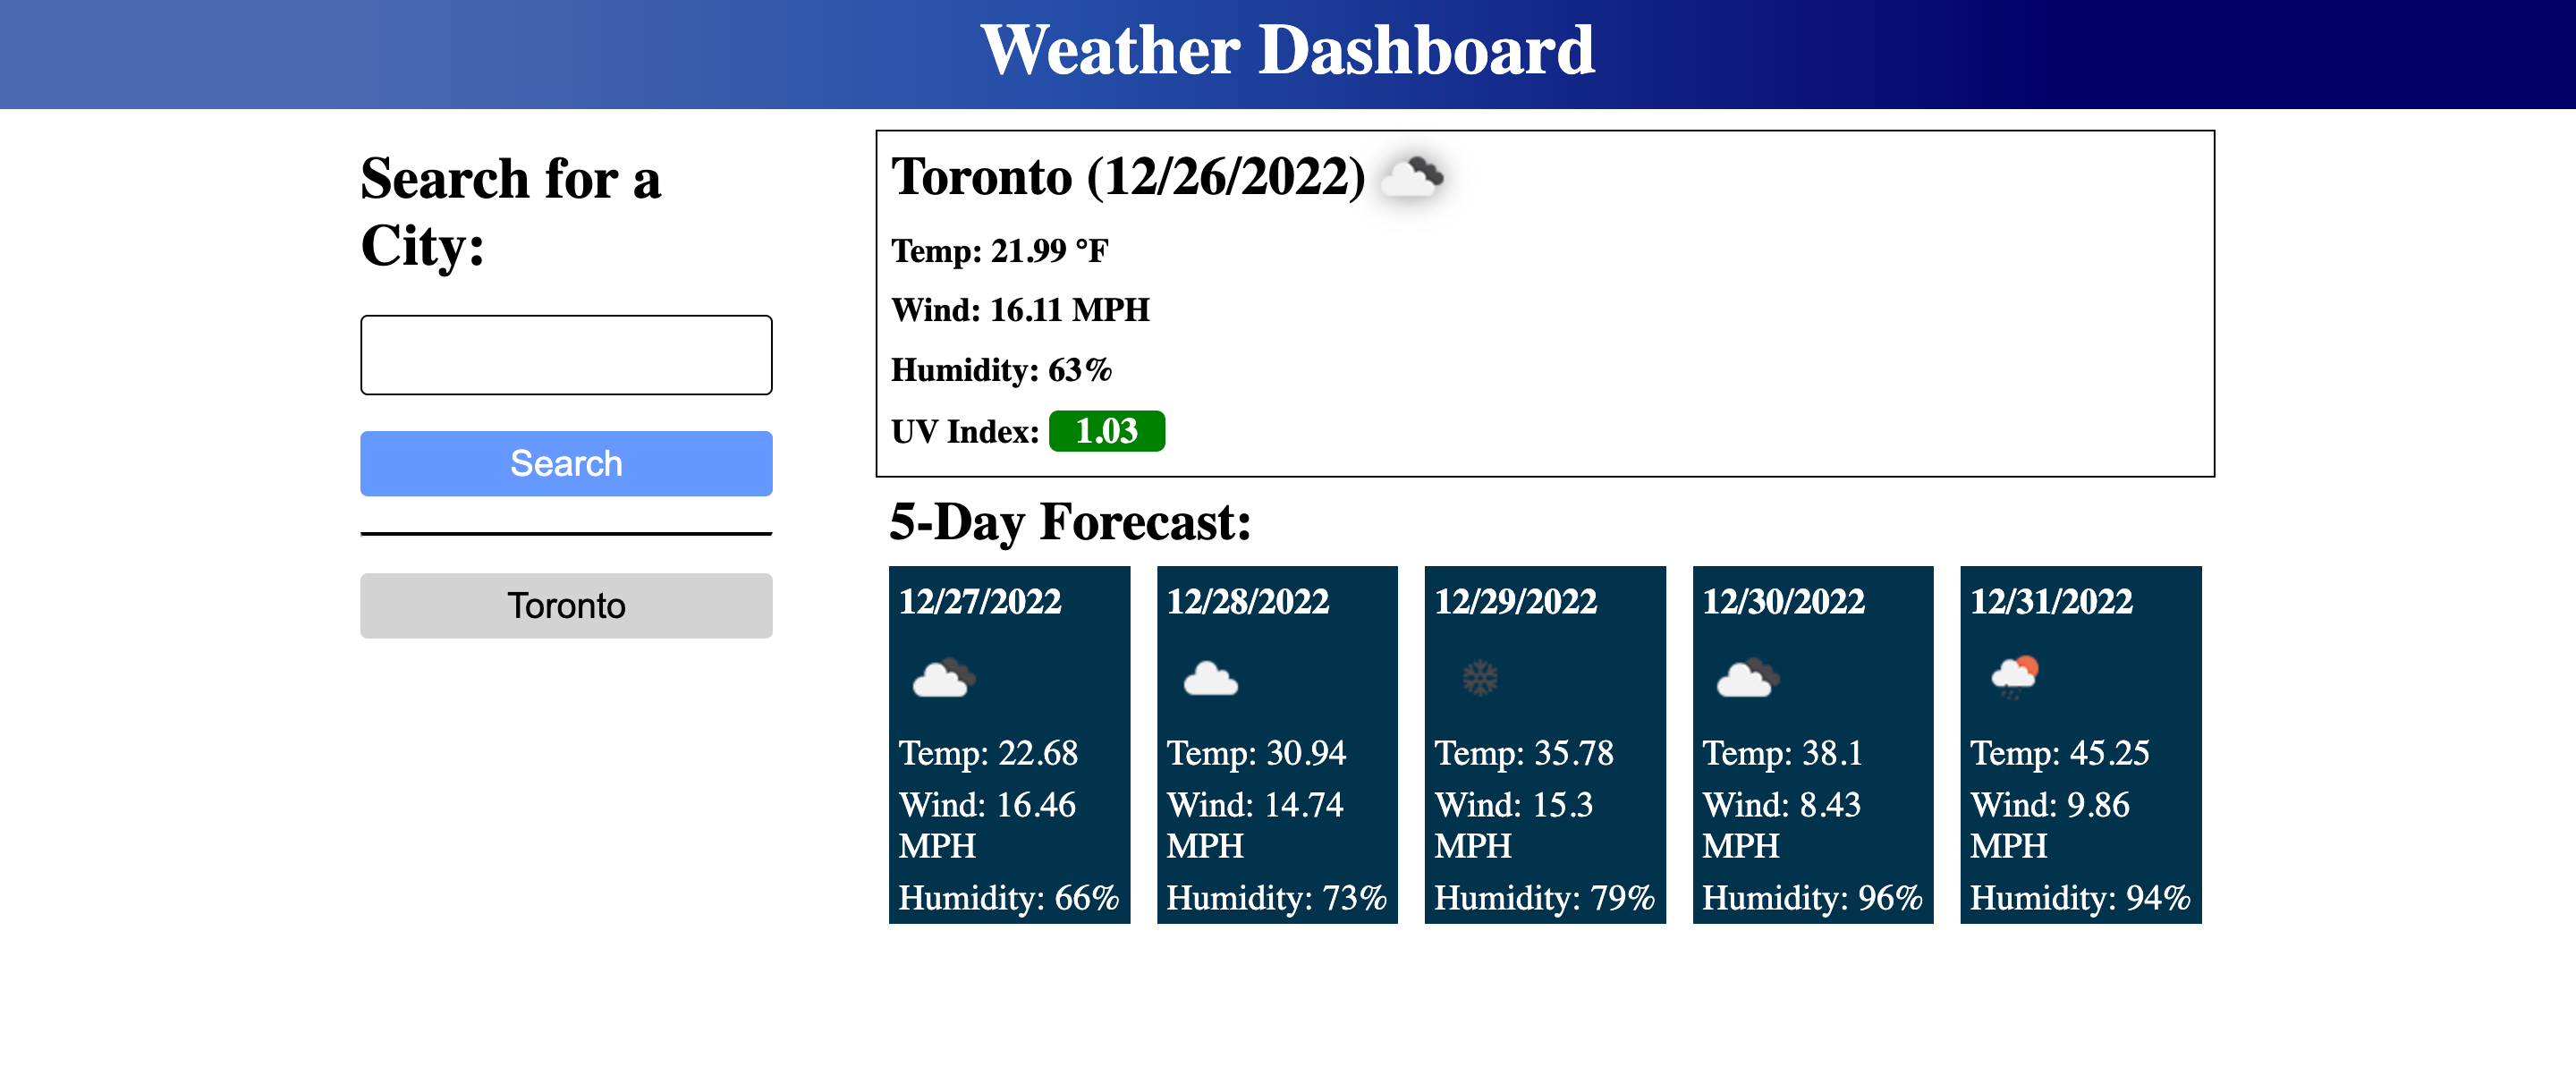 Weather Dashboard
Search for a
City:
Search
Toronto
Toronto (12/26/2022)
Temp: 21.99 °F
Wind: 16.11 MPH
Humidity: 63%
UV Index: 1.03
5-Day Forecast:
12/27/2022
Temp: 22.68
Wind: 16.46
MPH
Humidity: 66%
12/28/2022
Temp: 30.94
Wind: 14.74
MPH
Humidity: 73%
12/29/2022
Temp: 35.78
Wind: 15.3
MPH
Humidity: 79%
12/30/2022
Temp: 38.1
Wind: 8.43
MPH
Humidity: 96%
12/31/2022
Temp: 45.25
Wind: 9.86
MPH
Humidity: 94%